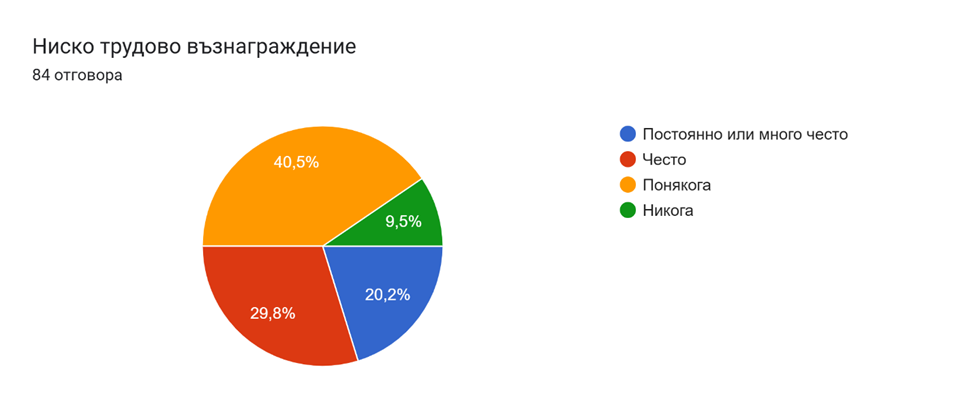 Ниско трудово възнаграждение
84 отговора
40,5%
9,5%
20,2%
29,8%
Постоянно или много често
Често
Понякога
Никога